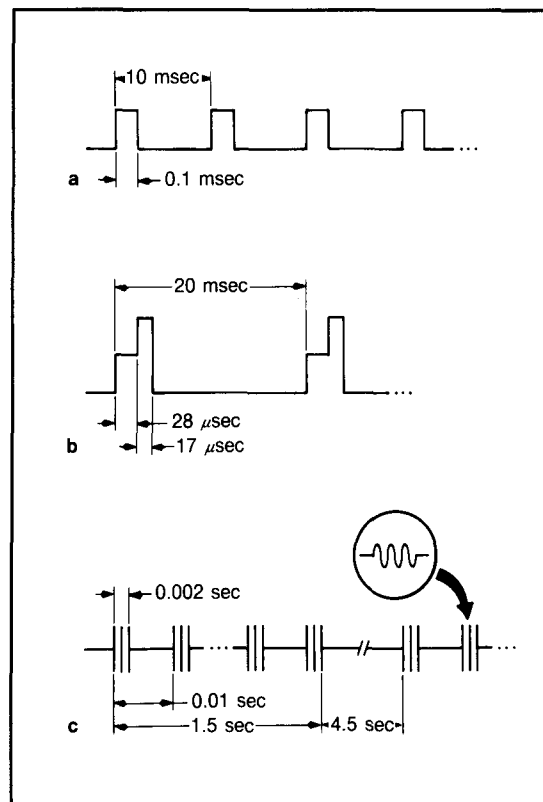 10 msec
...
0.1 msec
a
20 msec
...
28 μsec
17 μsec
b
0.002 sec
... // ...
0.01 sec
1.5 sec 4.5 sec
c